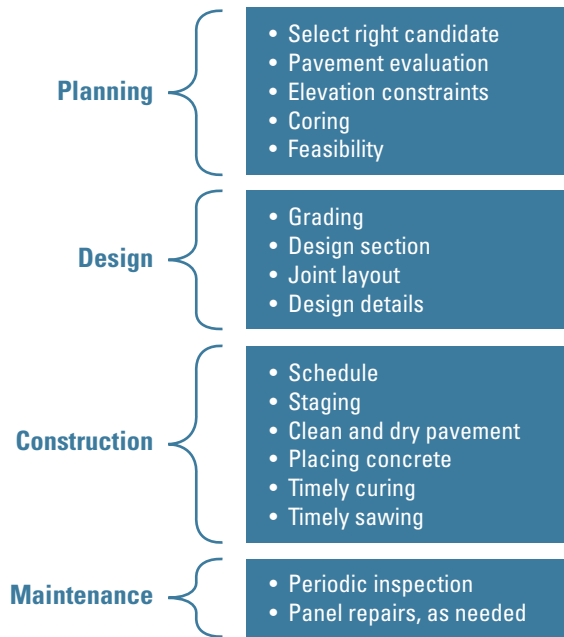 Planning
• Select right candidate
• Pavement evaluation
• Elevation constraints
• Coring
• Feasibility
Design
• Grading
• Design section
• Joint layout
• Design details
Construction
• Schedule
• Staging
• Clean and dry pavement
• Placing concrete
• Timely curing
• Timely sawing
Maintenance
• Periodic inspection
• Panel repairs, as needed